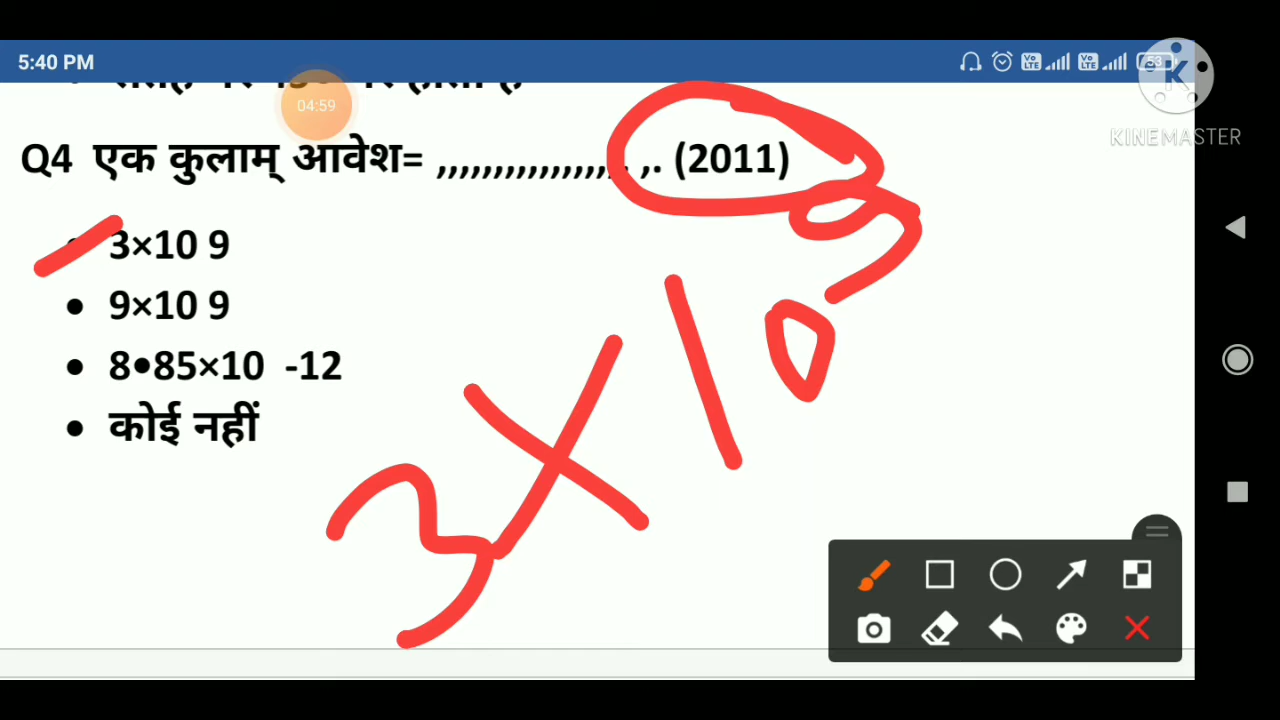 5:40 PM
53
04:59
KINEMASTER
Q4 एक कुलाम् आवेश= ,,,,,,,,,,,,,,,,, ,. (2011)
3×10 9
• 9×10 9
• 8•85×10 -12
• कोई नहीं
3×10 9